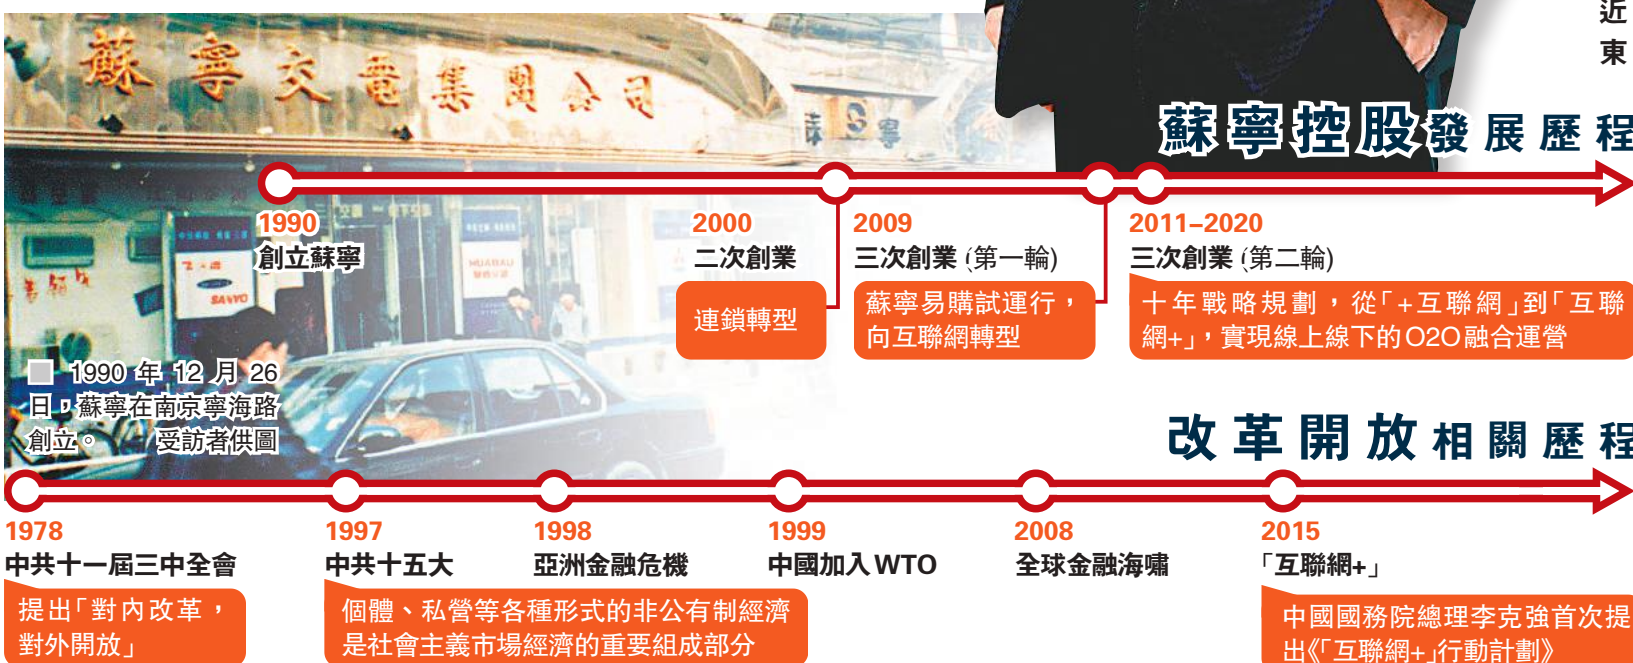 近
東
蘇寧交電集團公司
蘇寧
蘇寧控股發展歷程
1990
創立蘇寧
2000
二次創業
連鎖轉型
2009
三次創業(第一輪)
蘇寧易購試運行，
向互聯網轉型
2011–2020
三次創業(第二輪)
十年戰略規劃，從「+互聯網」到「互聯
網+」，實現線上線下的O2O融合運營
SANYO
HUABAU
1990年12月26
日，蘇寧在南京寧海路
創立。 受訪者供圖
改革開放相關歷程
1978
中共十一屆三中全會
提出「對內改革，
對外開放」
1997
中共十五大
個體、私營等各種形式的非公有制經濟
是社會主義市場經濟的重要組成部分
1998
亞洲金融危機
1999
中國加入WTO
2008
全球金融海嘯
2015
「互聯網+」
中國國務院總理李克強首次提
出《「互聯網+」行動計劃》